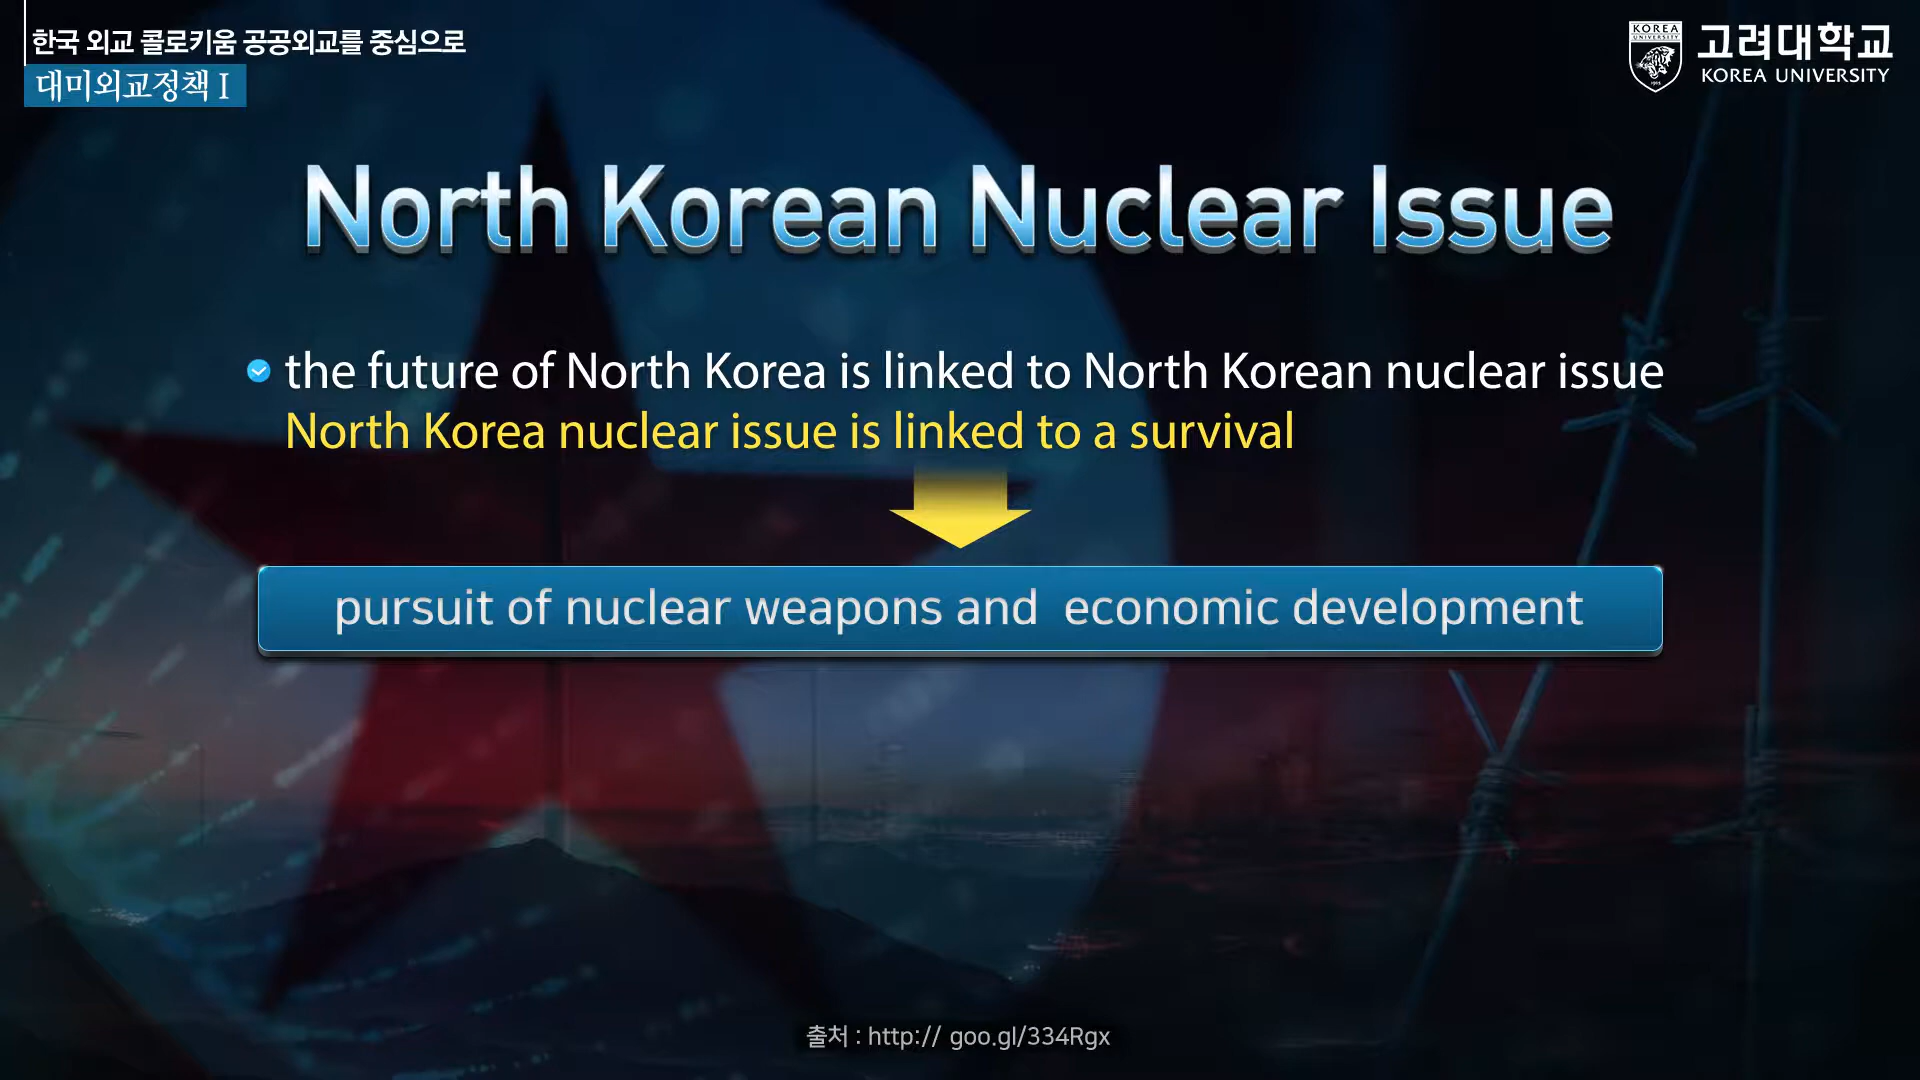 한국 외교 콜로키움 공공외교를 중심으로
대미외교정책 I
KOREA
UNIVERSITY
1905
고려대학교
KOREA UNIVERSITY
North Korean Nuclear Issue
the future of North Korea is linked to North Korean nuclear issue
North Korea nuclear issue is linked to a survival
pursuit of nuclear weapons and economic development
출처 : http:// goo.gl/334Rgx